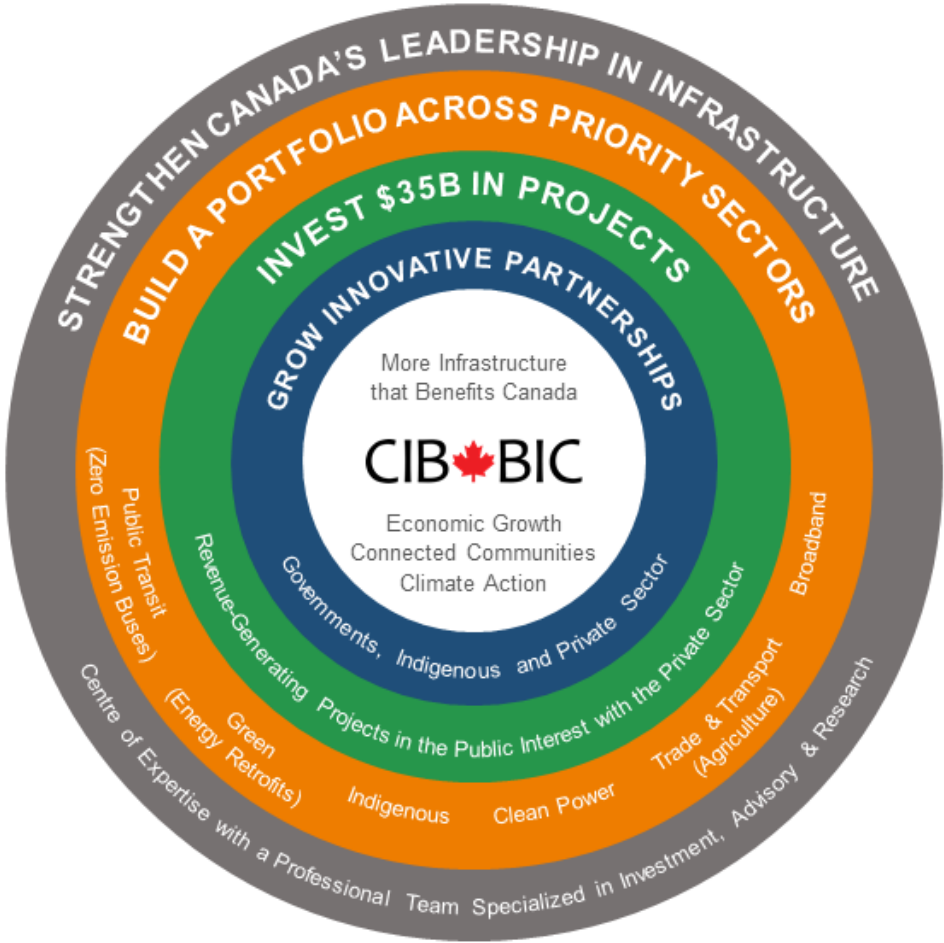 STRENGTHEN CANADA'S LEADERSHIP IN INFRASTRUCTURE
BUILD A PORTFOLIO ACROSS PRIORITY SECTORS
INVEST $35B IN PROJECTS
GROW INNOVATIVE PARTNERSHIPS
More Infrastructure
that Benefits Canada
CIB BIC
Economic Growth
Connected Communities
Climate Action
Governments, Indigenous and Private Sector
Revenue-Generating Projects in the Public Interest with the Private Sector
Public Transit
(Zero Emission Buses)
Green
(Energy Retrofits)
Indigenous
Clean Power
Trade & Transport
(Agriculture)
Broadband
Centre of Expertise with a Professional Team Specialized in Investment, Advisory & Research